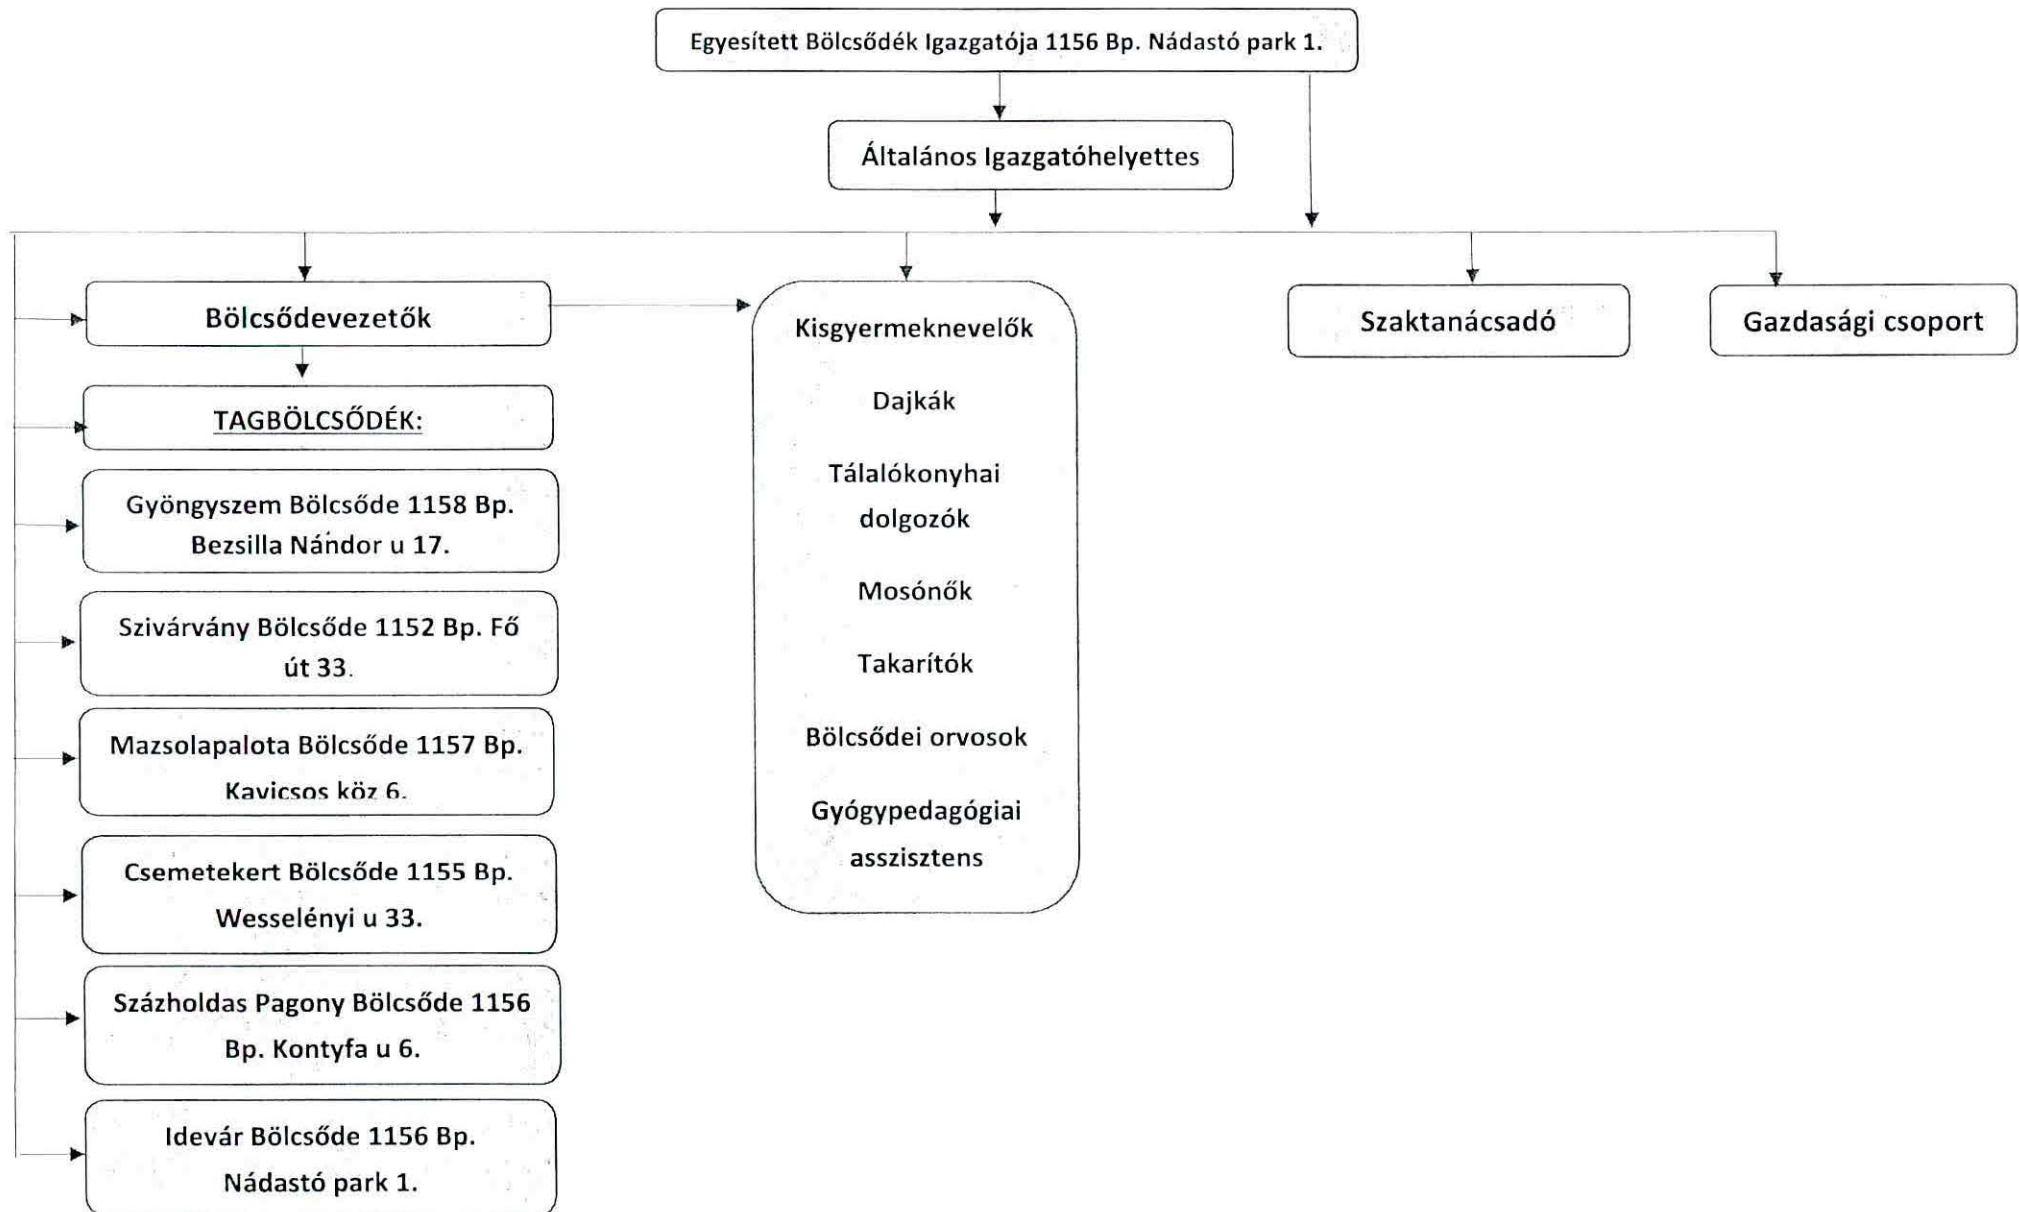 Egyesített Bölcsődék Igazgatója 1156 Bp. Nádastó park 1.
Általános Igazgatóhelyettes
Bölcsődevezetők
TAGBÖLCSŐDÉK:
Gyöngyszem Bölcsőde 1158 Bp.
Bezsilla Nándor u 17.
Szivárvány Bölcsőde 1152 Bp. Fő
út 33.
Mazsolapalota Bölcsőde 1157 Bp.
Kavicsos köz 6.
Csemetekert Bölcsőde 1155 Bp.
Wesselényi u 33.
Százholdas Pagony Bölcsőde 1156
Bp. Kontyfa u 6.
Idevár Bölcsőde 1156 Bp.
Nádastó park 1.
Kisgyermeknevelők
Dajkák
Tálalókonyhai
dolgozók
Mosónők
Takarítók
Bölcsődei orvosok
Gyógypedagógiai
asszisztens
Szaktanácsadó
Gazdasági csoport